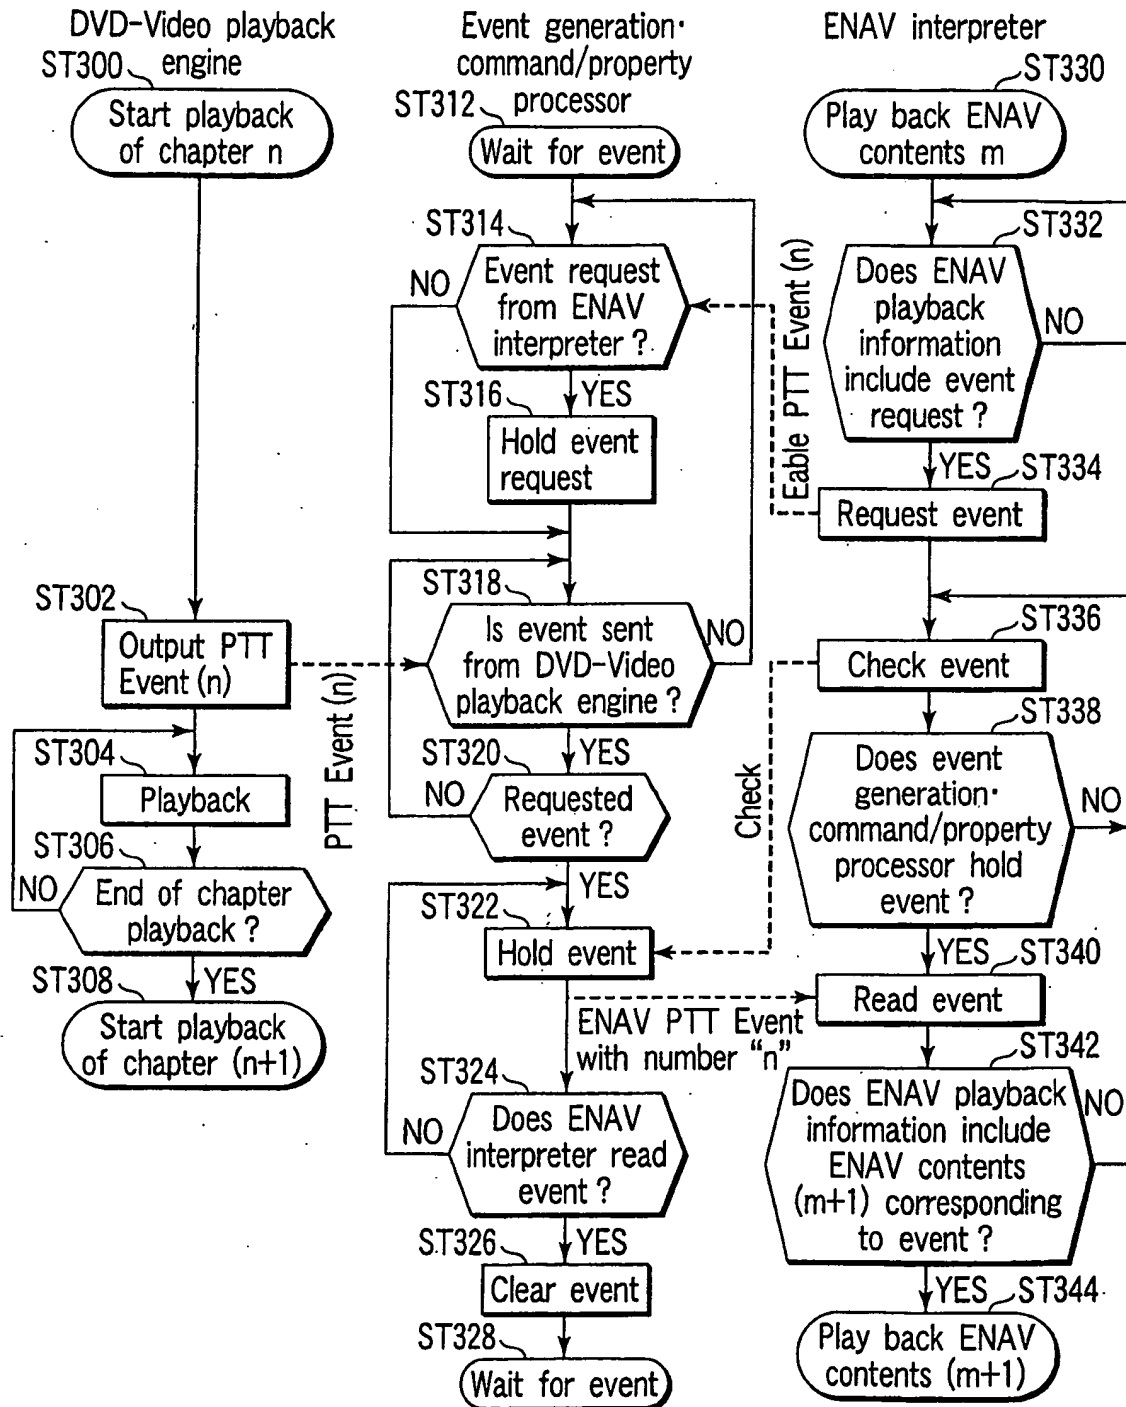 DVD-Video playback
engine
ST300
Start playback
of chapter n
ST302
Output PTT
Event (n)
PTT Event (n)
ST304
Playback
ST306
NO
End of chapter
playback ?
YES
ST308
Start playback
of chapter (n+1)
Event generation·
command/property
processor
ST312
Wait for event
ST314
NO
Event request
from ENAV
interpreter ?
YES
ST316
Hold event
request
ST318
Is event sent
from DVD-Video
playback engine ?
NO
ST320
YES
NO
Requested
event ?
YES
ST322
Hold event
ENAV PTT Event
with number “n”
ST324
NO
Does ENAV
interpreter read
event ?
YES
ST326
Clear event
ST328
Wait for event
ENAV interpreter
ST330
Play back ENAV
contents m
ST332
Does ENAV
playback
information
include event
request ?
NO
YES
Eable PTT Event (n)
ST334
Request event
ST336
Check event
Check
ST338
Does event
generation·
command/property
processor hold
event ?
NO
YES
ST340
Read event
ST342
Does ENAV playback
information include
ENAV contents
(m+1) corresponding
to event ?
NO
YES
ST344
Play back ENAV
contents (m+1)